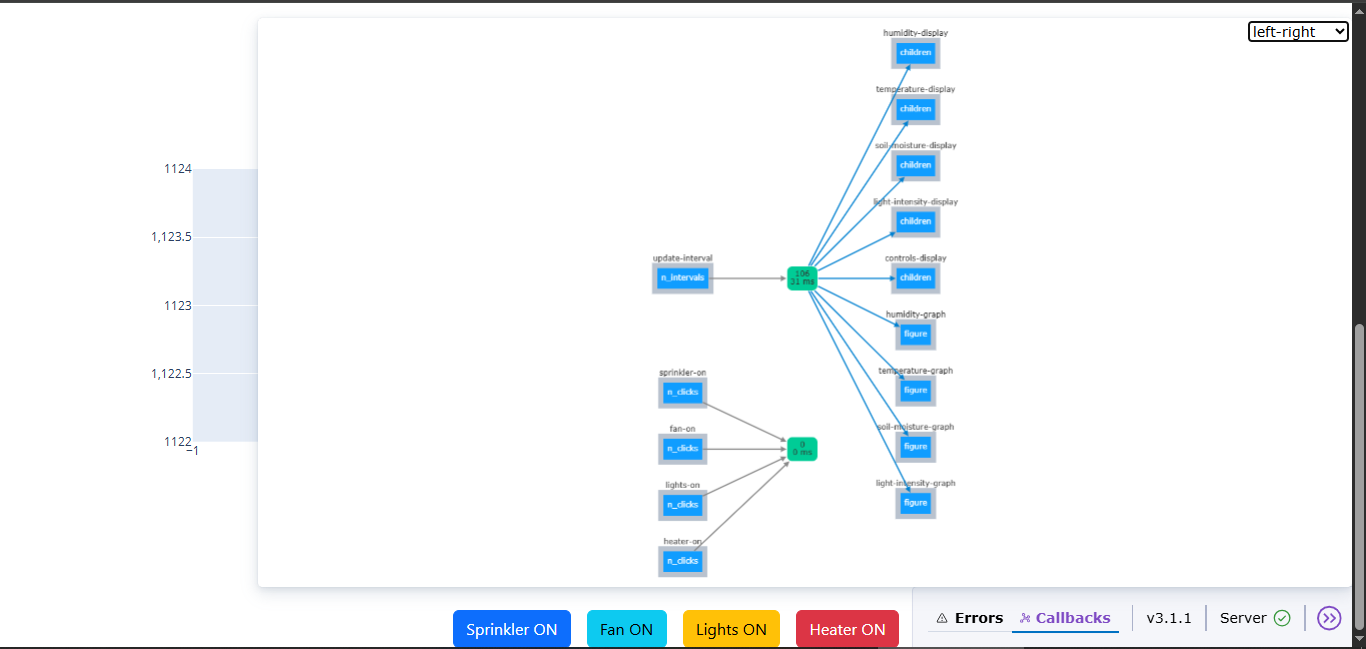 left-right
humidity-display
children
temperature-display
children
soil-moisture-display
children
light-intensity-display
children
update-interval
n_intervals
106
31 ms
controls-display
children
humidity-graph
figure
temperature-graph
figure
soil-moisture-graph
figure
light-intensity-graph
figure
sprinkler-on
n_clicks
fan-on
n_clicks
0
0 ms
lights-on
n_clicks
heater-on
n_clicks
1124
1,123.5
1123
1,122.5
1122
−1
Sprinkler ON
Fan ON
Lights ON
Heater ON
Errors
Callbacks
v3.1.1
Server